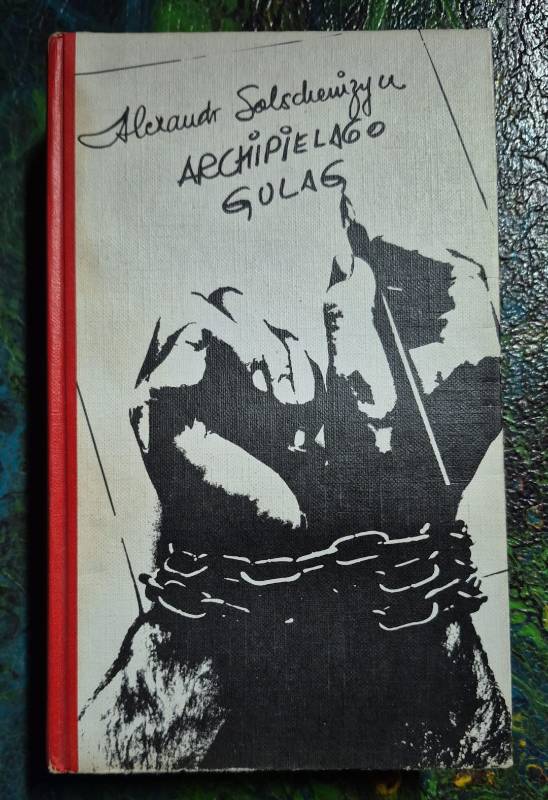 Alexandr Solschenizyn
ARCHIPIELAGO
GULAG